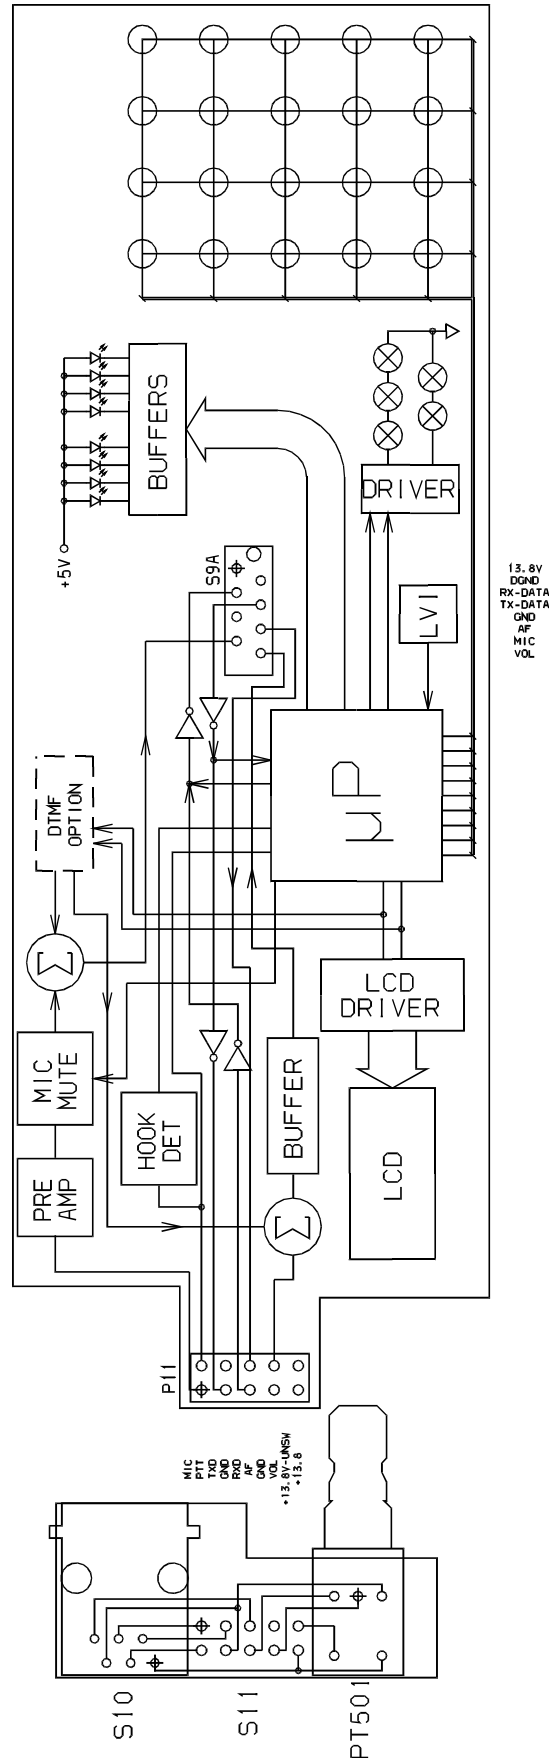 BUFFERS
+5V
DRIVER
S9A
LVI
13.8V
DGND
RX-DATA
TX-DATA
GND
AF
MIC
VOL
µP
DTMF
OPTION
Σ
LCD
DRIVER
MIC
MUTE
HOOK
DET
BUFFER
LCD
PRE
AMP
Σ
P11
MIC
PTT
TXD
GND
RXD
AF
GND
VOL
+13.8V-UNSW
+13.8
S10
S11
PT501